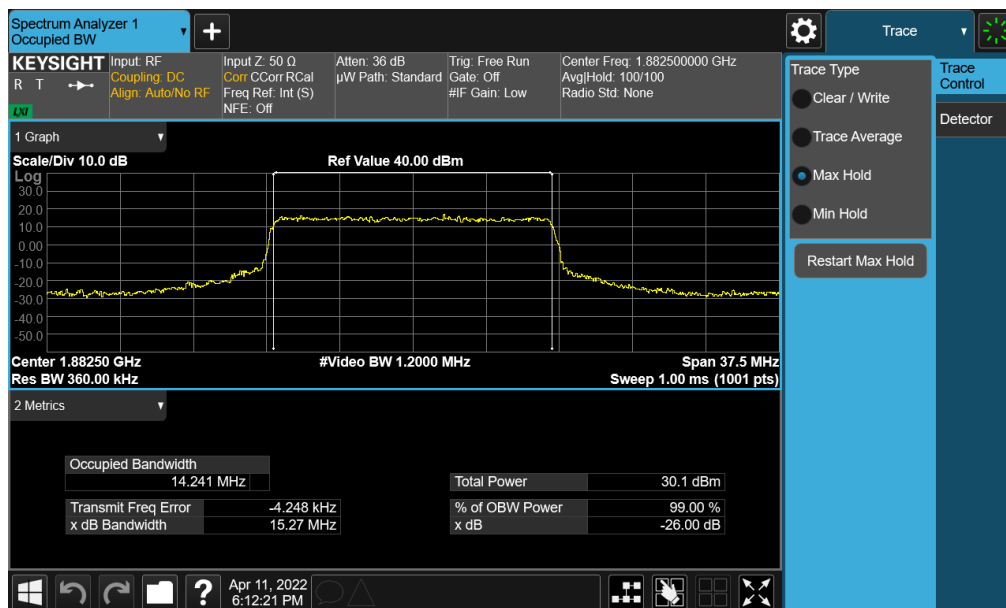 Spectrum Analyzer 1
Occupied BW
+
Trace
KEYSIGHT
R T
LXI
Input: RF
Coupling: DC
Align: Auto/No RF
Input Z: 50 Ω
Corr CCorr RCal
Freq Ref: Int (S)
NFE: Off
Atten: 36 dB
µW Path: Standard
Trig: Free Run
Gate: Off
#IF Gain: Low
Center Freq: 1.882500000 GHz
Avg|Hold: 100/100
Radio Std: None
Trace Type
Clear / Write
Trace Average
Max Hold
Min Hold
Restart Max Hold
Trace
Control
Detector
1 Graph
Scale/Div 10.0 dB
Ref Value 40.00 dBm
Log
30.0
20.0
10.0
0.00
-10.0
-20.0
-30.0
-40.0
-50.0
Center 1.88250 GHz
#Video BW 1.2000 MHz
Span 37.5 MHz
Res BW 360.00 kHz
Sweep 1.00 ms (1001 pts)
2 Metrics
Occupied Bandwidth
14.241 MHz
Total Power 30.1 dBm
Transmit Freq Error -4.248 kHz
% of OBW Power 99.00 %
x dB Bandwidth 15.27 MHz
x dB -26.00 dB
?
Apr 11, 2022
6:12:21 PM